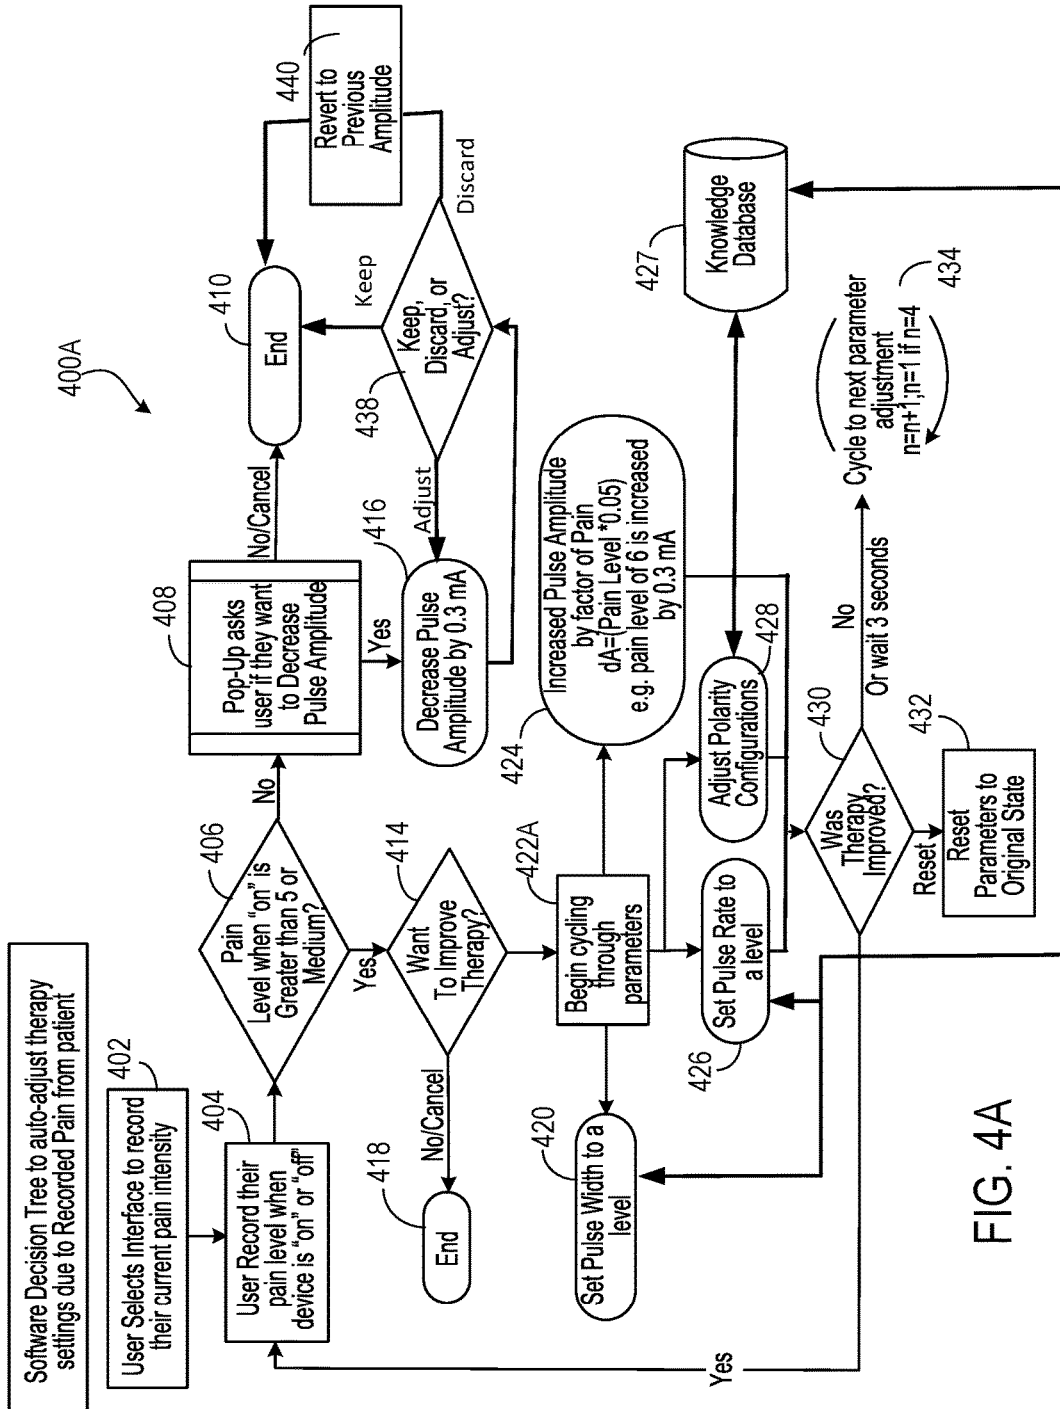 Software Decision Tree to auto-adjust therapy
settings due to Recorded Pain from patient
400A
402
User Selects Interface to record
their current pain intensity
404
User Record their
pain level when
device is "on" or "off"
406
Pain
Level when "on" is
Greater than 5 or
Medium?
No
Yes
408
Pop-Up asks
user if they want
to Decrease
Pulse Amplitude
No/Cancel
Yes
410
End
440
Revert to
Previous
Amplitude
414
Want
To Improve
Therapy?
No/Cancel
418
End
416
Decrease Pulse
Amplitude by 0.3 mA
Adjust
438
Keep,
Discard, or
Adjust?
Keep
Discard
422A
Begin cycling
through
parameters
424
Increased Pulse Amplitude
by factor of Pain
dA=(Pain Level *0.05)
e.g. pain level of 6 is increased
by 0.3 mA
420
Set Pulse Width to a
level
426
Set Pulse Rate to
a level
428
Adjust Polarity
Configurations
427
Knowledge
Database
430
Was
Therapy
Improved?
Yes
No
Or wait 3 seconds
Cycle to next parameter
adjustment
n=n+1;n=1 if n=4
434
Reset
432
Reset
Parameters to
Original State
FIG. 4A